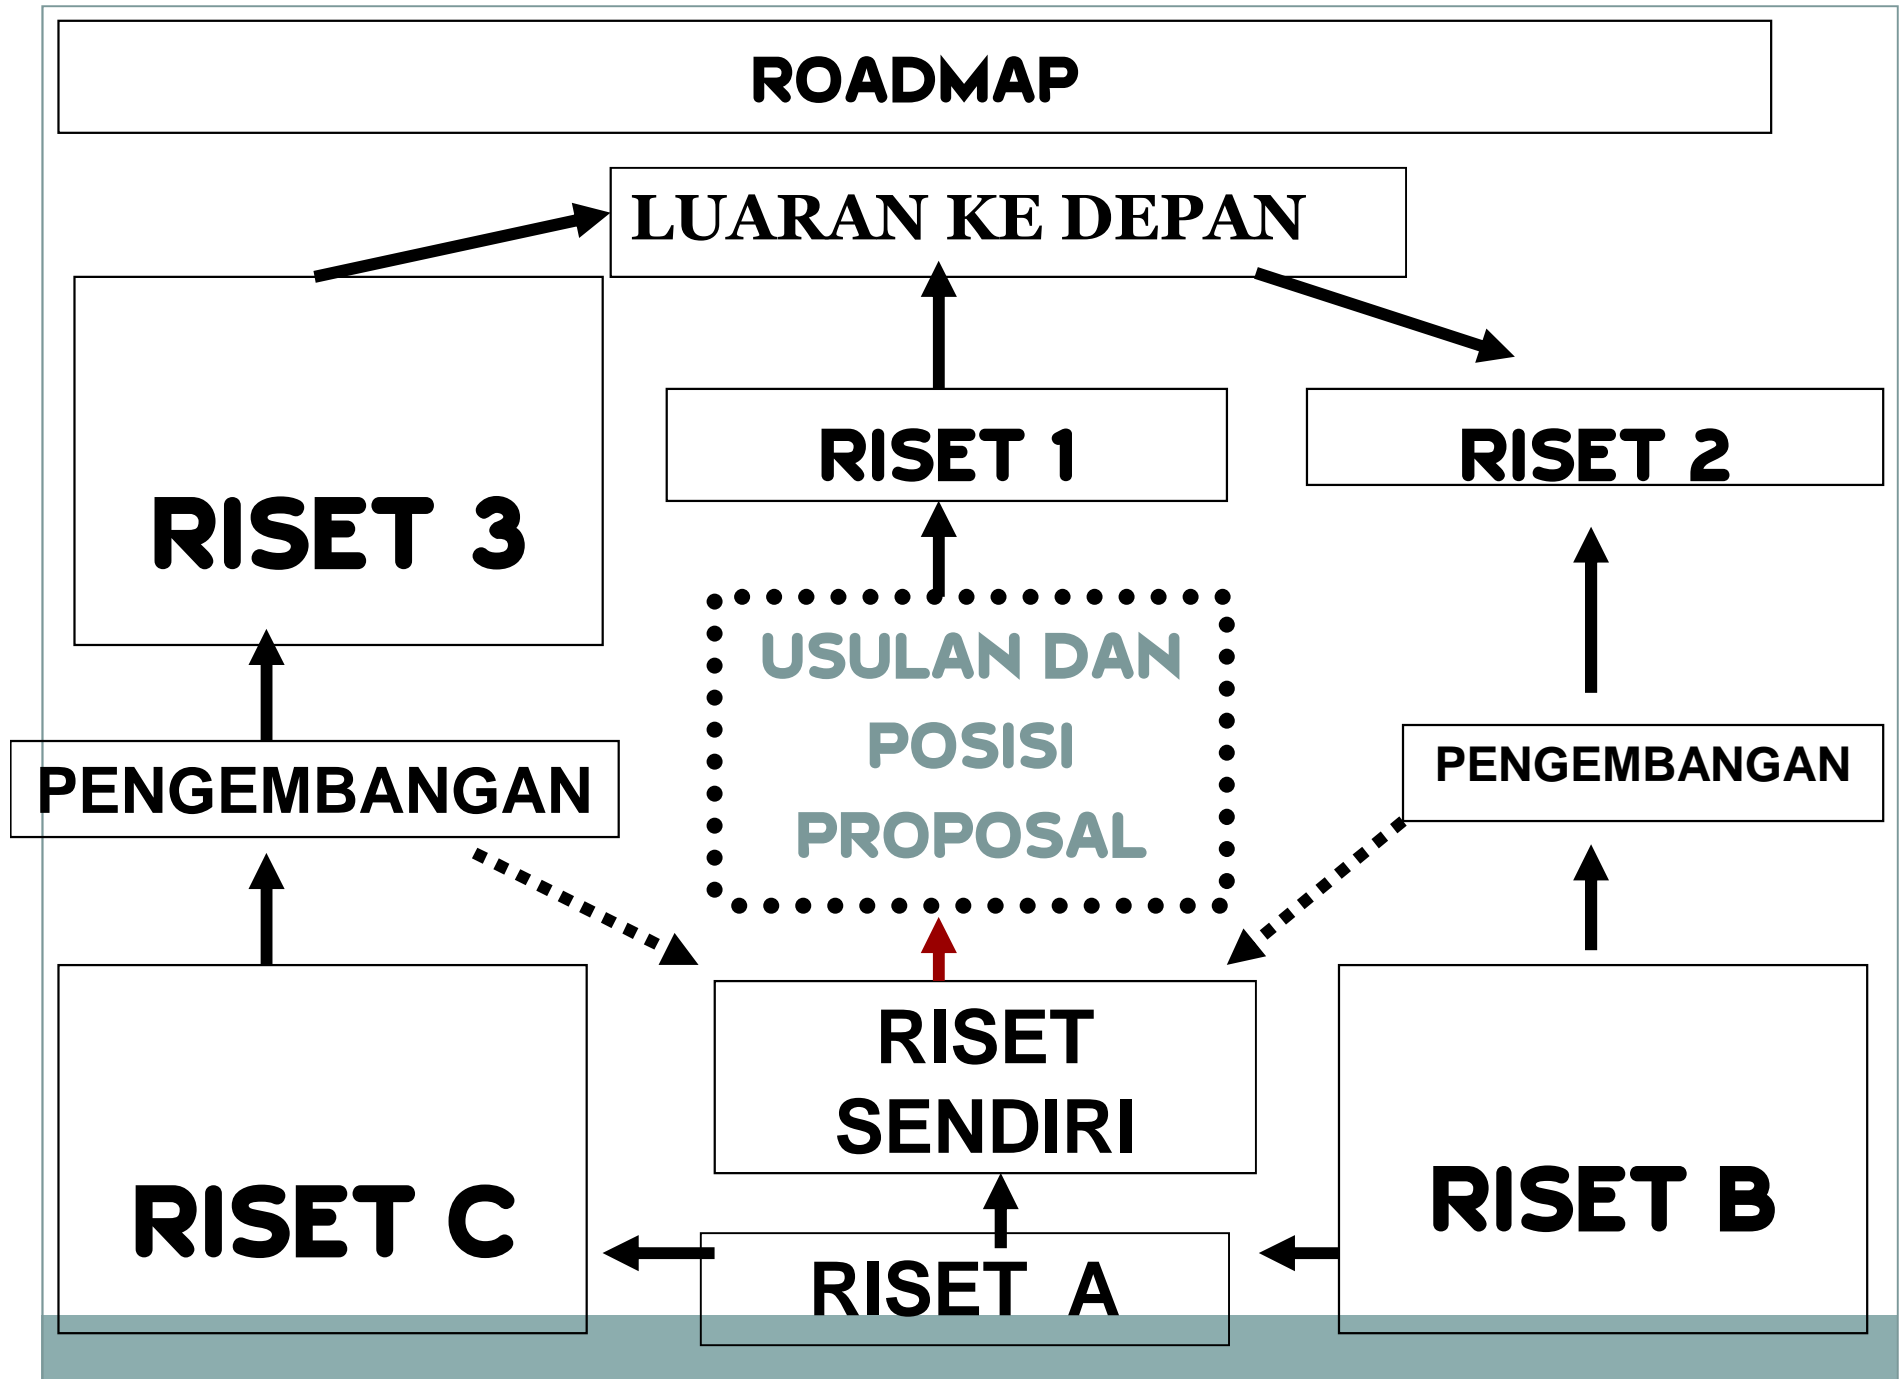 ROADMAP
LUARAN KE DEPAN
RISET 1
RISET 2
RISET 3
USULAN DAN
POSISI
PROPOSAL
PENGEMBANGAN
PENGEMBANGAN
RISET
SENDIRI
RISET C
RISET B
RISET A